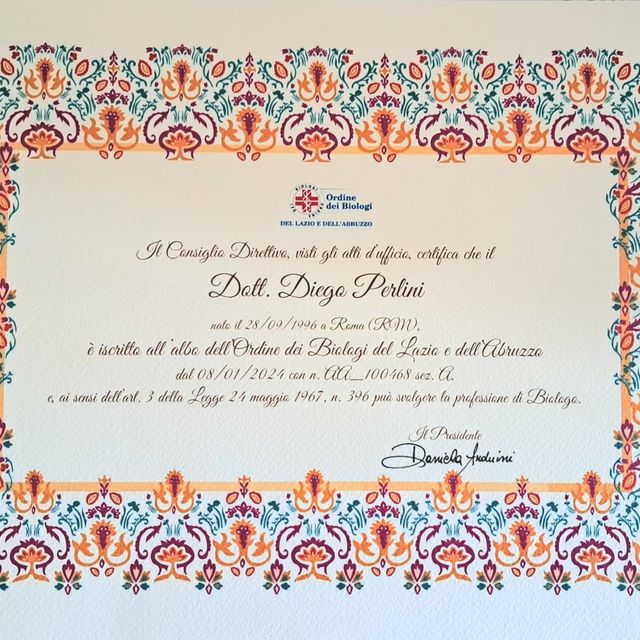 Ordine
dei Biologi
DEL LAZIO E DELL'ABRUZZO
Il Consiglio Direttivo, visti gli atti d'ufficio, certifica che il
Dott. Diego Perlini
nato il 28/09/1996 a Roma (RM),
è iscritto all'albo dell'Ordine dei Biologi del Lazio e dell'Abruzzo
dal 08/01/2024 con n. AA_100468 sez. A.
e, ai sensi dell'art. 3 della Legge 24 maggio 1967, n. 396 può svolgere la professione di Biologo.
Il Presidente
Daniela Arduini